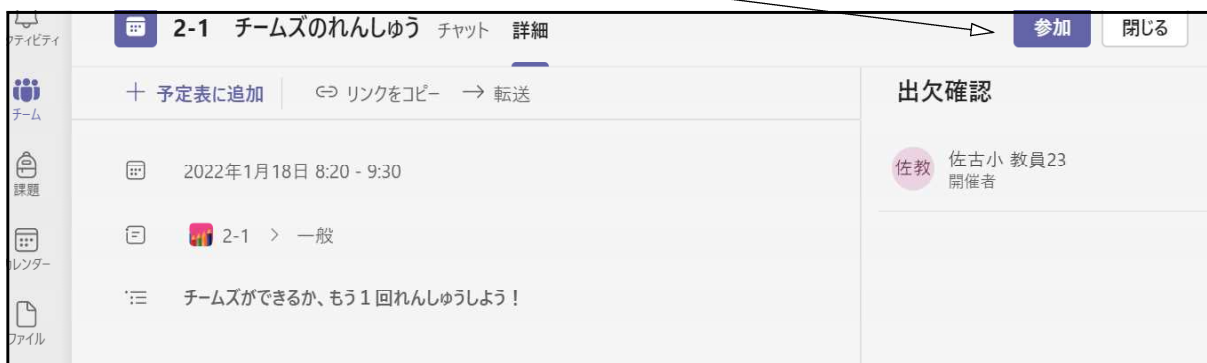 2-1 チームズのれんしゅう チャット 詳細 参加 閉じる
クティビティ
チーム
課題
カレンダー
ファイル
予定表に追加 リンクをコピー 転送
2022年1月18日 8:20 - 9:30
2-1 > 一般
チームズができるか、もう1回れんしゅうしよう!
出欠確認
佐教 佐古小 教員23
開催者